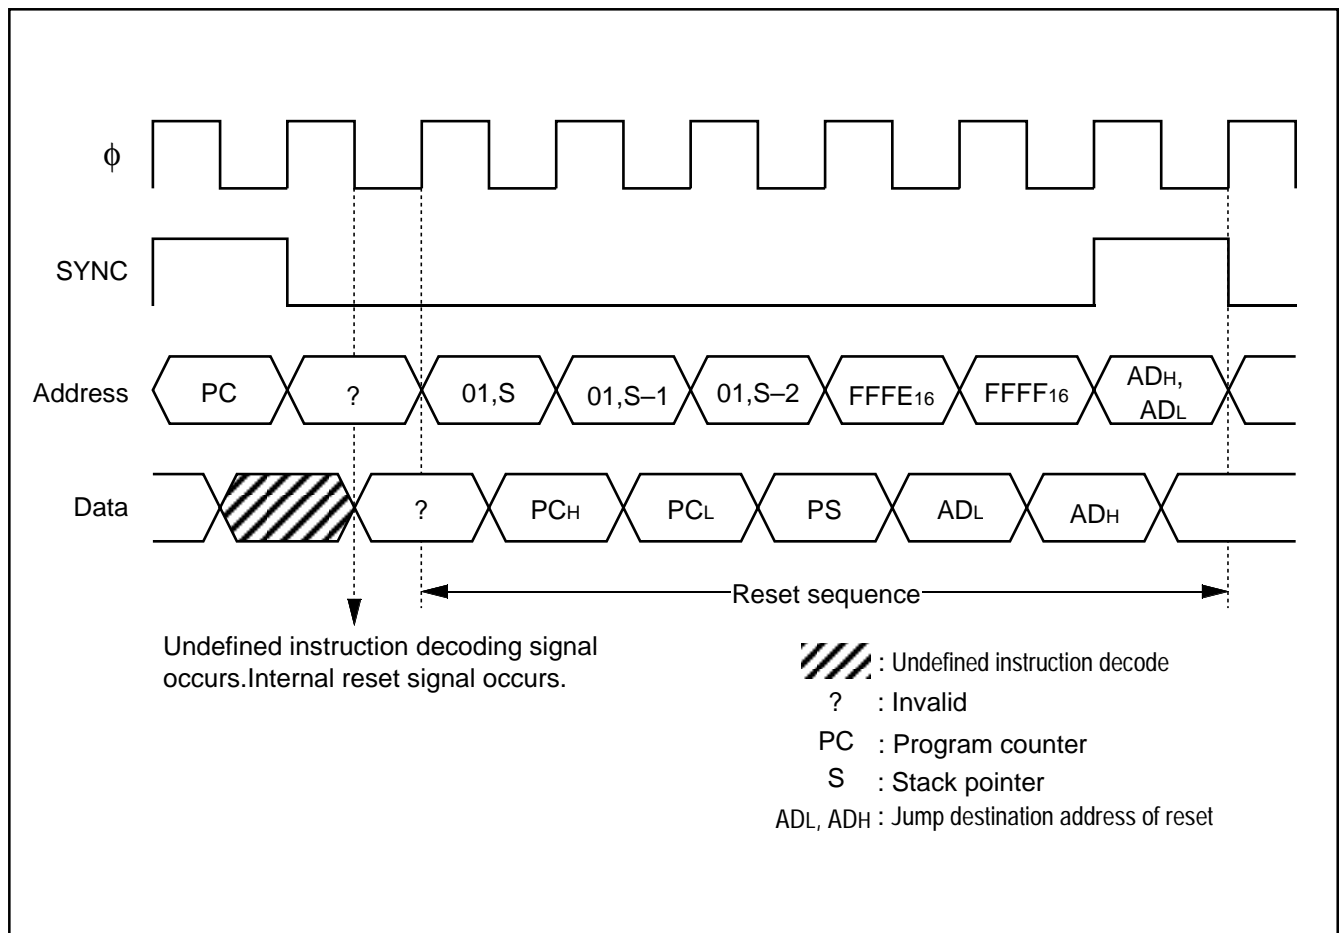 ϕ
SYNC
Address PC ? 01,S 01,S–1 01,S–2 FFFE16 FFFF16 ADH,
ADL
Data ? PCH PCL PS ADL ADH
Reset sequence
Undefined instruction decoding signal
occurs.Internal reset signal occurs.
: Undefined instruction decode
? : Invalid
PC : Program counter
S : Stack pointer
ADL, ADH : Jump destination address of reset